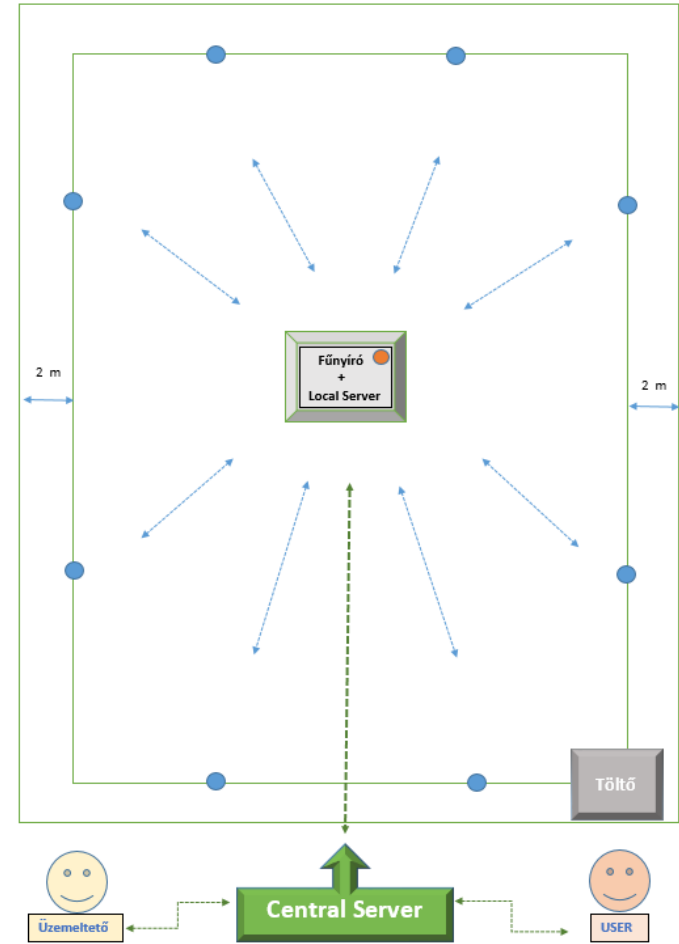 Fűnyíró
+
Local Server
2 m
2 m
Töltő
Central Server
Üzemeltető
USER